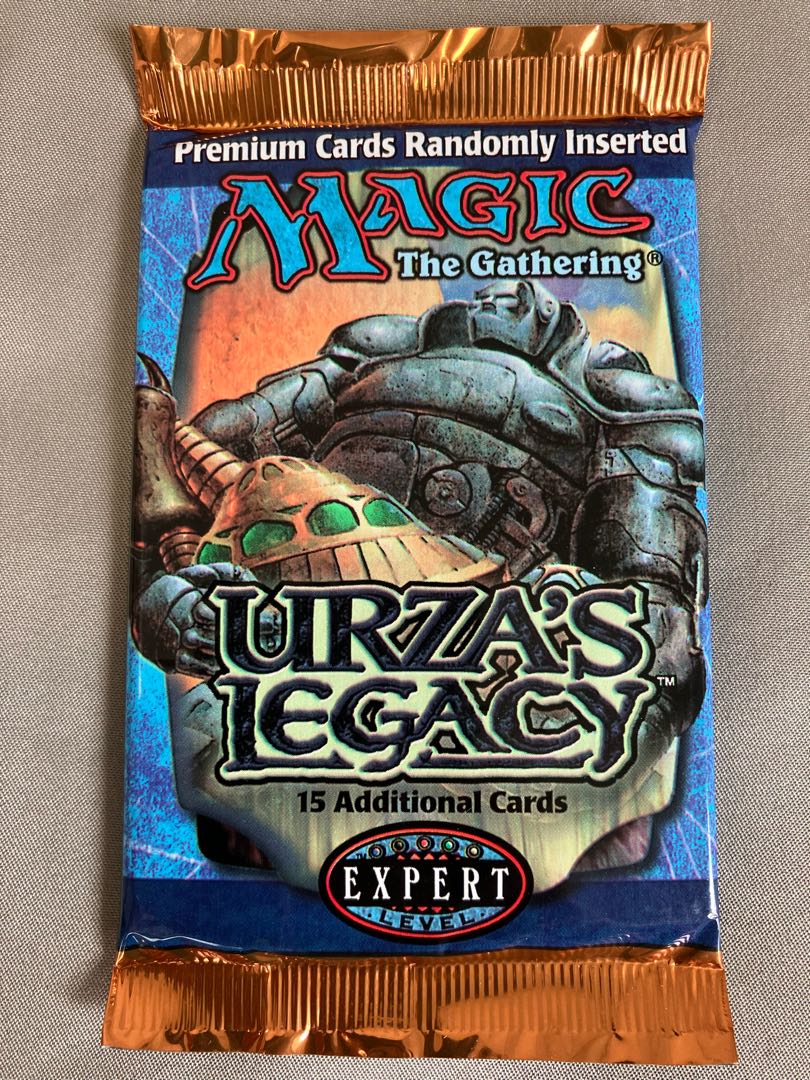 Premium Cards Randomly Inserted
MAGIC
The Gathering®
URZA'S
LEGACY™
15 Additional Cards
EXPERT
LEVEL